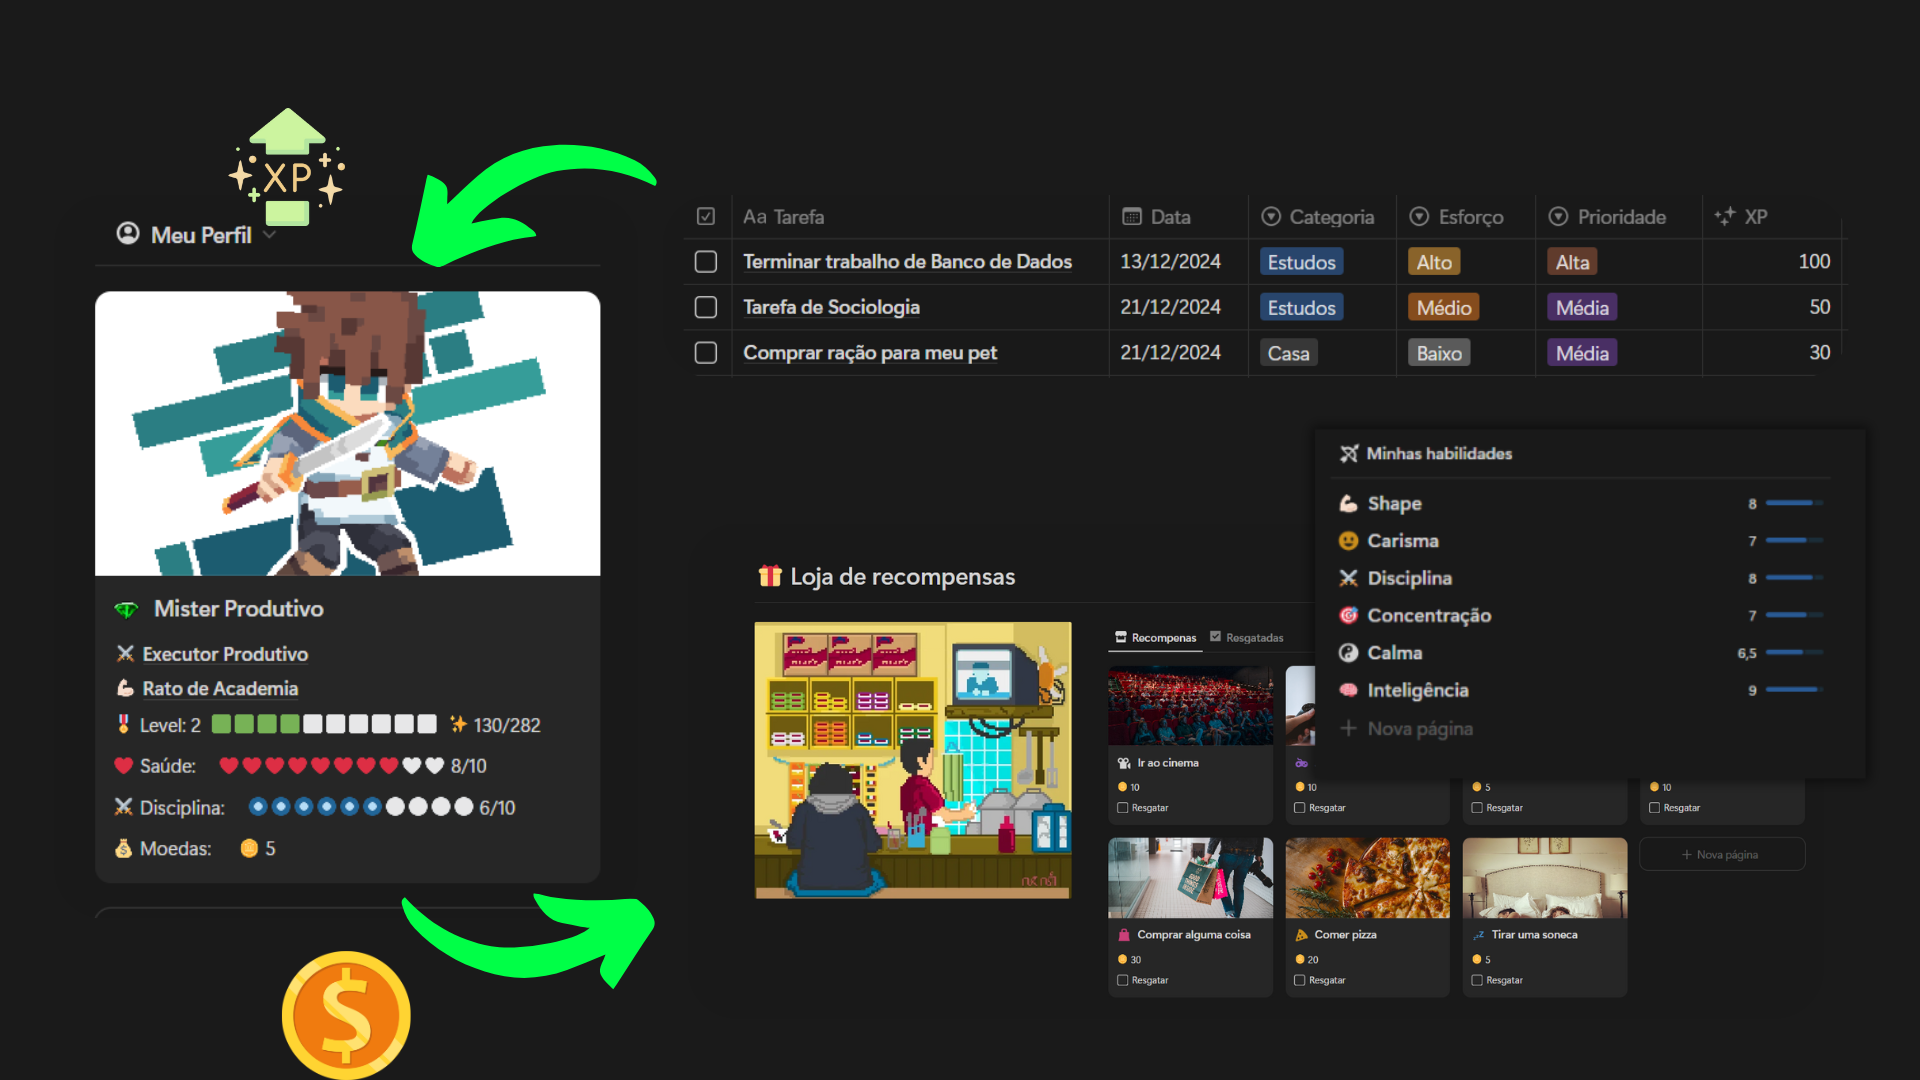 XP
Meu Perfil
Mister Produtivo
Executor Produtivo
Rato de Academia
Level: 2 130/282
Saúde: 8/10
Disciplina: 6/10
Moedas: 5
Aa Tarefa Data Categoria Esforço Prioridade XP
Terminar trabalho de Banco de Dados 13/12/2024 Estudos Alto Alta 100
Tarefa de Sociologia 21/12/2024 Estudos Médio Média 50
Comprar ração para meu pet 21/12/2024 Casa Baixo Média 30
Minhas habilidades
Shape 8
Carisma 7
Disciplina 8
Concentração 7
Calma 6,5
Inteligência 9
+ Nova página
Loja de recompensas
Recompenas Resgatadas
Ir ao cinema
10 10 5 10
Resgatar Resgatar Resgatar Resgatar
Comprar alguma coisa Comer pizza Tirar uma soneca
30 20 5
Resgatar Resgatar Resgatar
+ Nova página
$